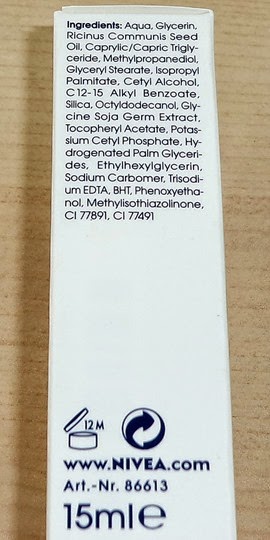 Ingredients: Aqua, Glycerin,
Ricinus Communis Seed
Oil, Caprylic/Capric Trigly-
ceride, Methylpropanediol,
Glyceryl Stearate, Isopropyl
Palmitate, Cetyl Alcohol,
C12-15 Alkyl Benzoate,
Silica, Octyldodecanol, Gly-
cine Soja Germ Extract,
Tocopheryl Acetate, Potas-
sium Cetyl Phosphate, Hy-
drogenated Palm Glyceri-
des, Ethylhexylglycerin,
Sodium Carbomer, Trisodi-
um EDTA, BHT, Phenoxyetha-
nol, Methylisothiazolinone,
CI 77891, CI 77491
12M
www.NIVEA.com
Art.-Nr. 86613
15ml℮